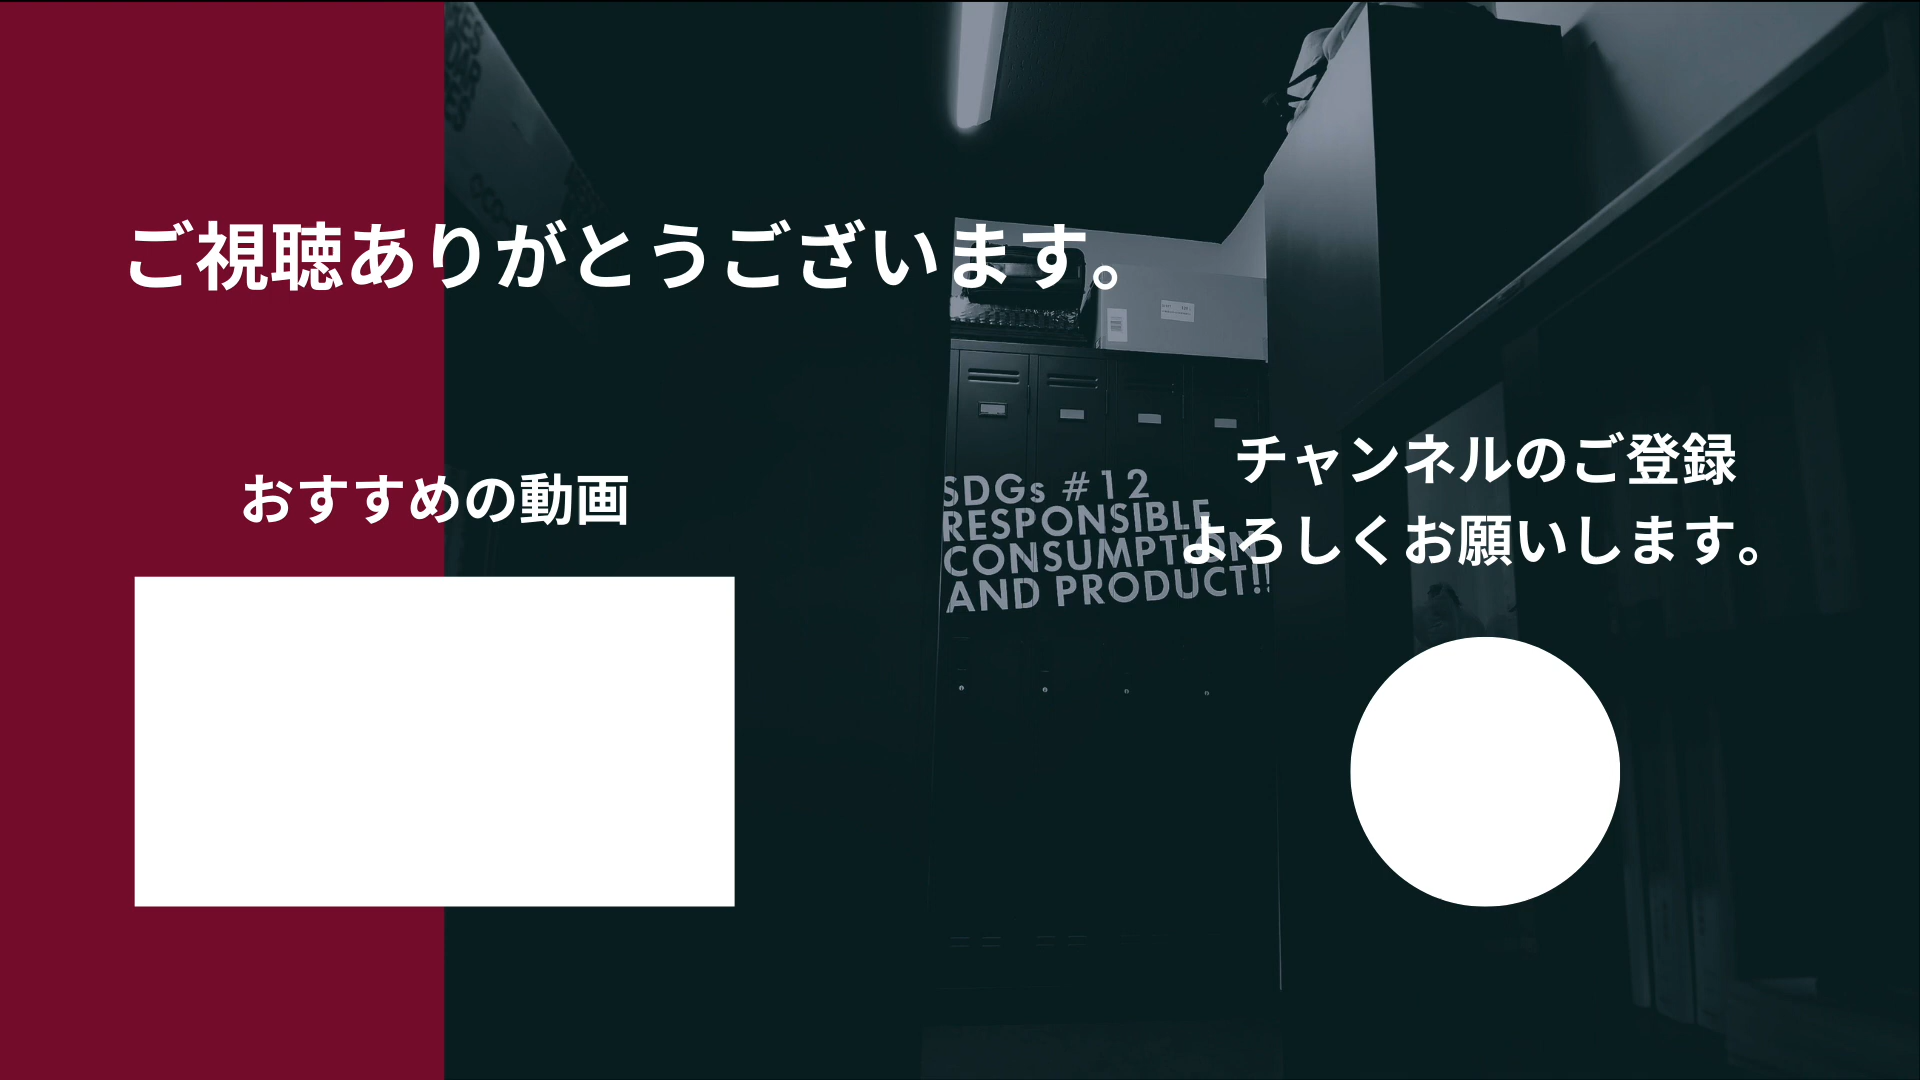 ご視聴ありがとうございます。
おすすめの動画
チャンネルのご登録
よろしくお願いします。
SDGs #12
RESPONSIBLE
CONSUMPTION
AND PRODUCT!!